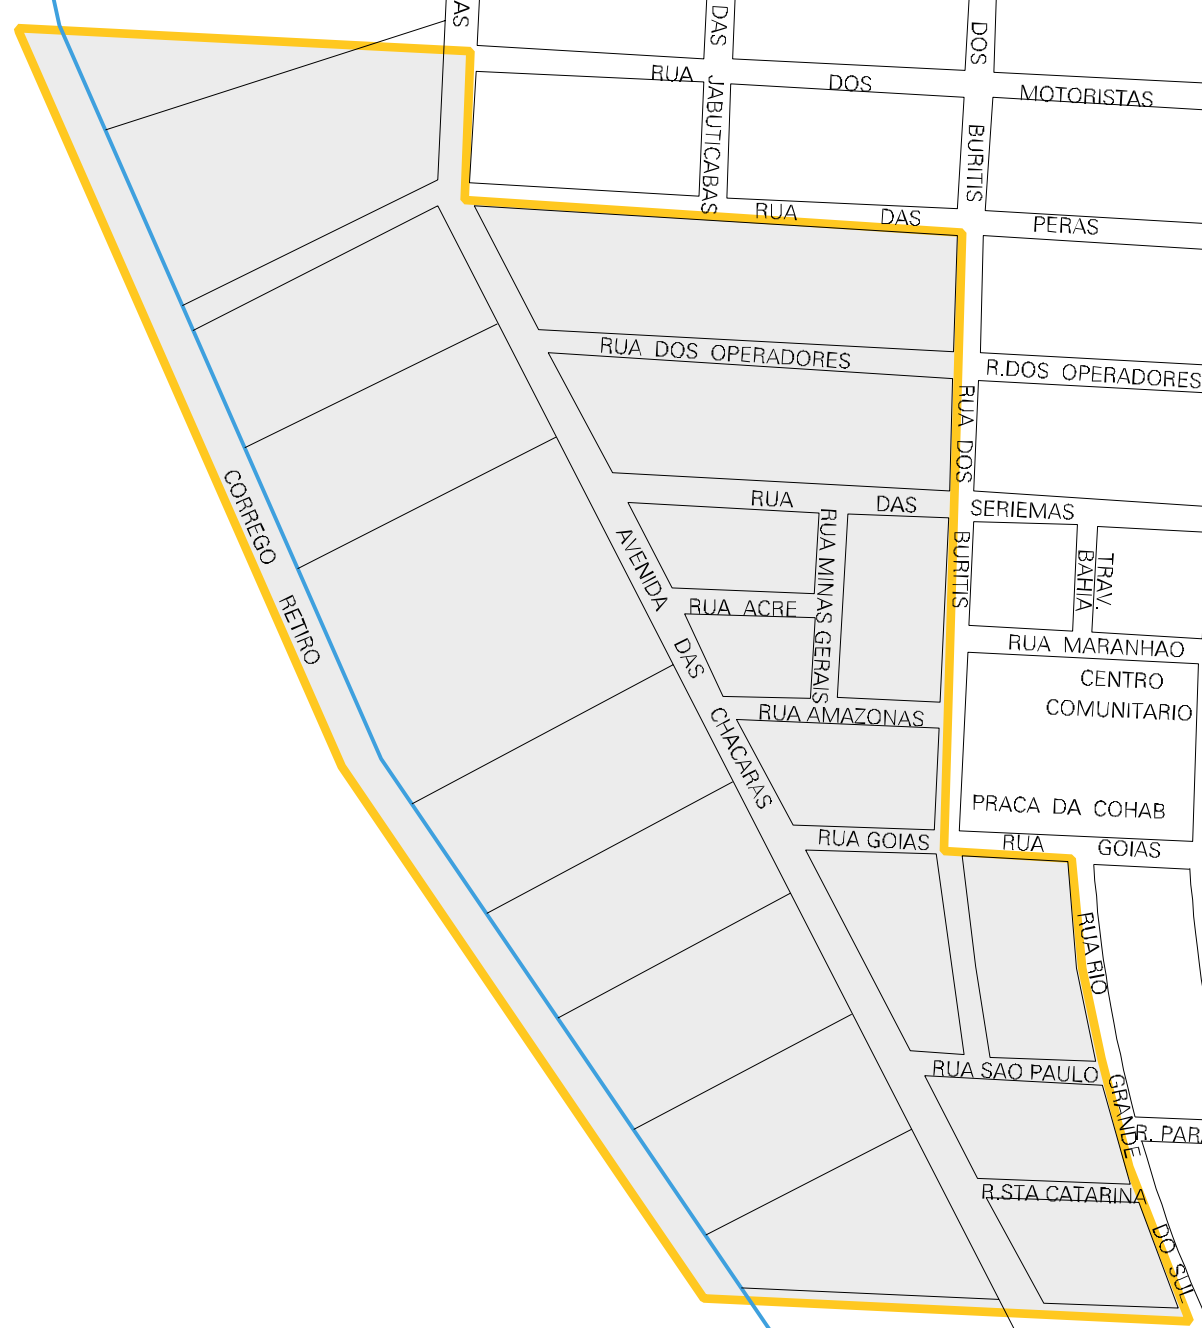 AS
DAS
DOS
RUA DOS MOTORISTAS
JABUTICABAS
BURITIS
RUA DAS PERAS
RUA DOS OPERADORES
R.DOS OPERADORES
RUA DOS
BURITIS
RUA DAS SERIEMAS
RUA MINAS GERAIS
TRAV.
BAHIA
CORREGO RETIRO
AVENIDA DAS CHACARAS
RUA ACRE
RUA MARANHAO
CENTRO
COMUNITARIO
RUA AMAZONAS
PRACA DA COHAB
RUA GOIAS
RUA GOIAS
RUA RIO GRANDE DO SUL
RUA SAO PAULO
R. PARA
R.STA CATARINA